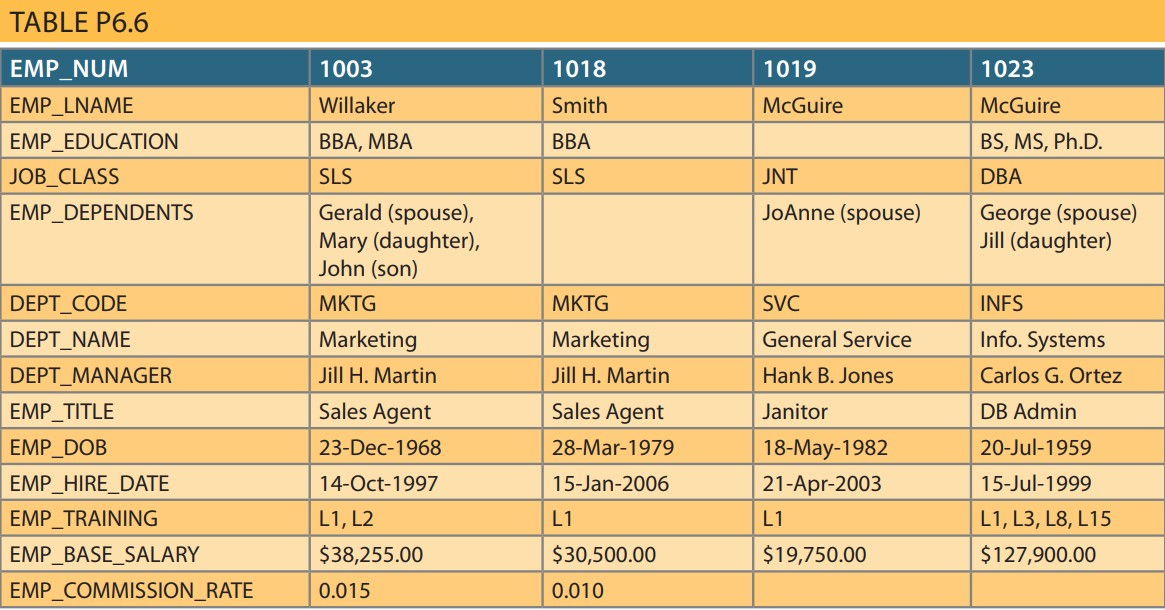 TABLE P6.6
EMP_NUM 1003 1018 1019 1023
EMP_LNAME Willaker Smith McGuire McGuire
EMP_EDUCATION BBA, MBA BBA BS, MS, Ph.D.
JOB_CLASS SLS SLS JNT DBA
EMP_DEPENDENTS Gerald (spouse), JoAnne (spouse) George (spouse)
Mary (daughter), Jill (daughter)
John (son)
DEPT_CODE MKTG MKTG SVC INFS
DEPT_NAME Marketing Marketing General Service Info. Systems
DEPT_MANAGER Jill H. Martin Jill H. Martin Hank B. Jones Carlos G. Ortez
EMP_TITLE Sales Agent Sales Agent Janitor DB Admin
EMP_DOB 23-Dec-1968 28-Mar-1979 18-May-1982 20-Jul-1959
EMP_HIRE_DATE 14-Oct-1997 15-Jan-2006 21-Apr-2003 15-Jul-1999
EMP_TRAINING L1, L2 L1 L1 L1, L3, L8, L15
EMP_BASE_SALARY $38,255.00 $30,500.00 $19,750.00 $127,900.00
EMP_COMMISSION_RATE 0.015 0.010